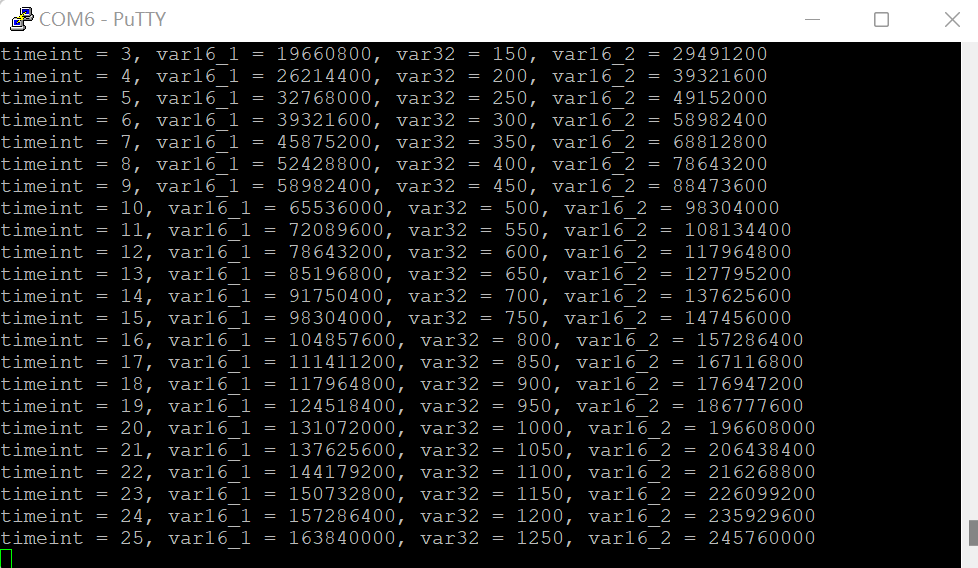 COM6 - PuTTY
timeint = 3, var16_1 = 19660800, var32 = 150, var16_2 = 29491200
timeint = 4, var16_1 = 26214400, var32 = 200, var16_2 = 39321600
timeint = 5, var16_1 = 32768000, var32 = 250, var16_2 = 49152000
timeint = 6, var16_1 = 39321600, var32 = 300, var16_2 = 58982400
timeint = 7, var16_1 = 45875200, var32 = 350, var16_2 = 68812800
timeint = 8, var16_1 = 52428800, var32 = 400, var16_2 = 78643200
timeint = 9, var16_1 = 58982400, var32 = 450, var16_2 = 88473600
timeint = 10, var16_1 = 65536000, var32 = 500, var16_2 = 98304000
timeint = 11, var16_1 = 72089600, var32 = 550, var16_2 = 108134400
timeint = 12, var16_1 = 78643200, var32 = 600, var16_2 = 117964800
timeint = 13, var16_1 = 85196800, var32 = 650, var16_2 = 127795200
timeint = 14, var16_1 = 91750400, var32 = 700, var16_2 = 137625600
timeint = 15, var16_1 = 98304000, var32 = 750, var16_2 = 147456000
timeint = 16, var16_1 = 104857600, var32 = 800, var16_2 = 157286400
timeint = 17, var16_1 = 111411200, var32 = 850, var16_2 = 167116800
timeint = 18, var16_1 = 117964800, var32 = 900, var16_2 = 176947200
timeint = 19, var16_1 = 124518400, var32 = 950, var16_2 = 186777600
timeint = 20, var16_1 = 131072000, var32 = 1000, var16_2 = 196608000
timeint = 21, var16_1 = 137625600, var32 = 1050, var16_2 = 206438400
timeint = 22, var16_1 = 144179200, var32 = 1100, var16_2 = 216268800
timeint = 23, var16_1 = 150732800, var32 = 1150, var16_2 = 226099200
timeint = 24, var16_1 = 157286400, var32 = 1200, var16_2 = 235929600
timeint = 25, var16_1 = 163840000, var32 = 1250, var16_2 = 245760000